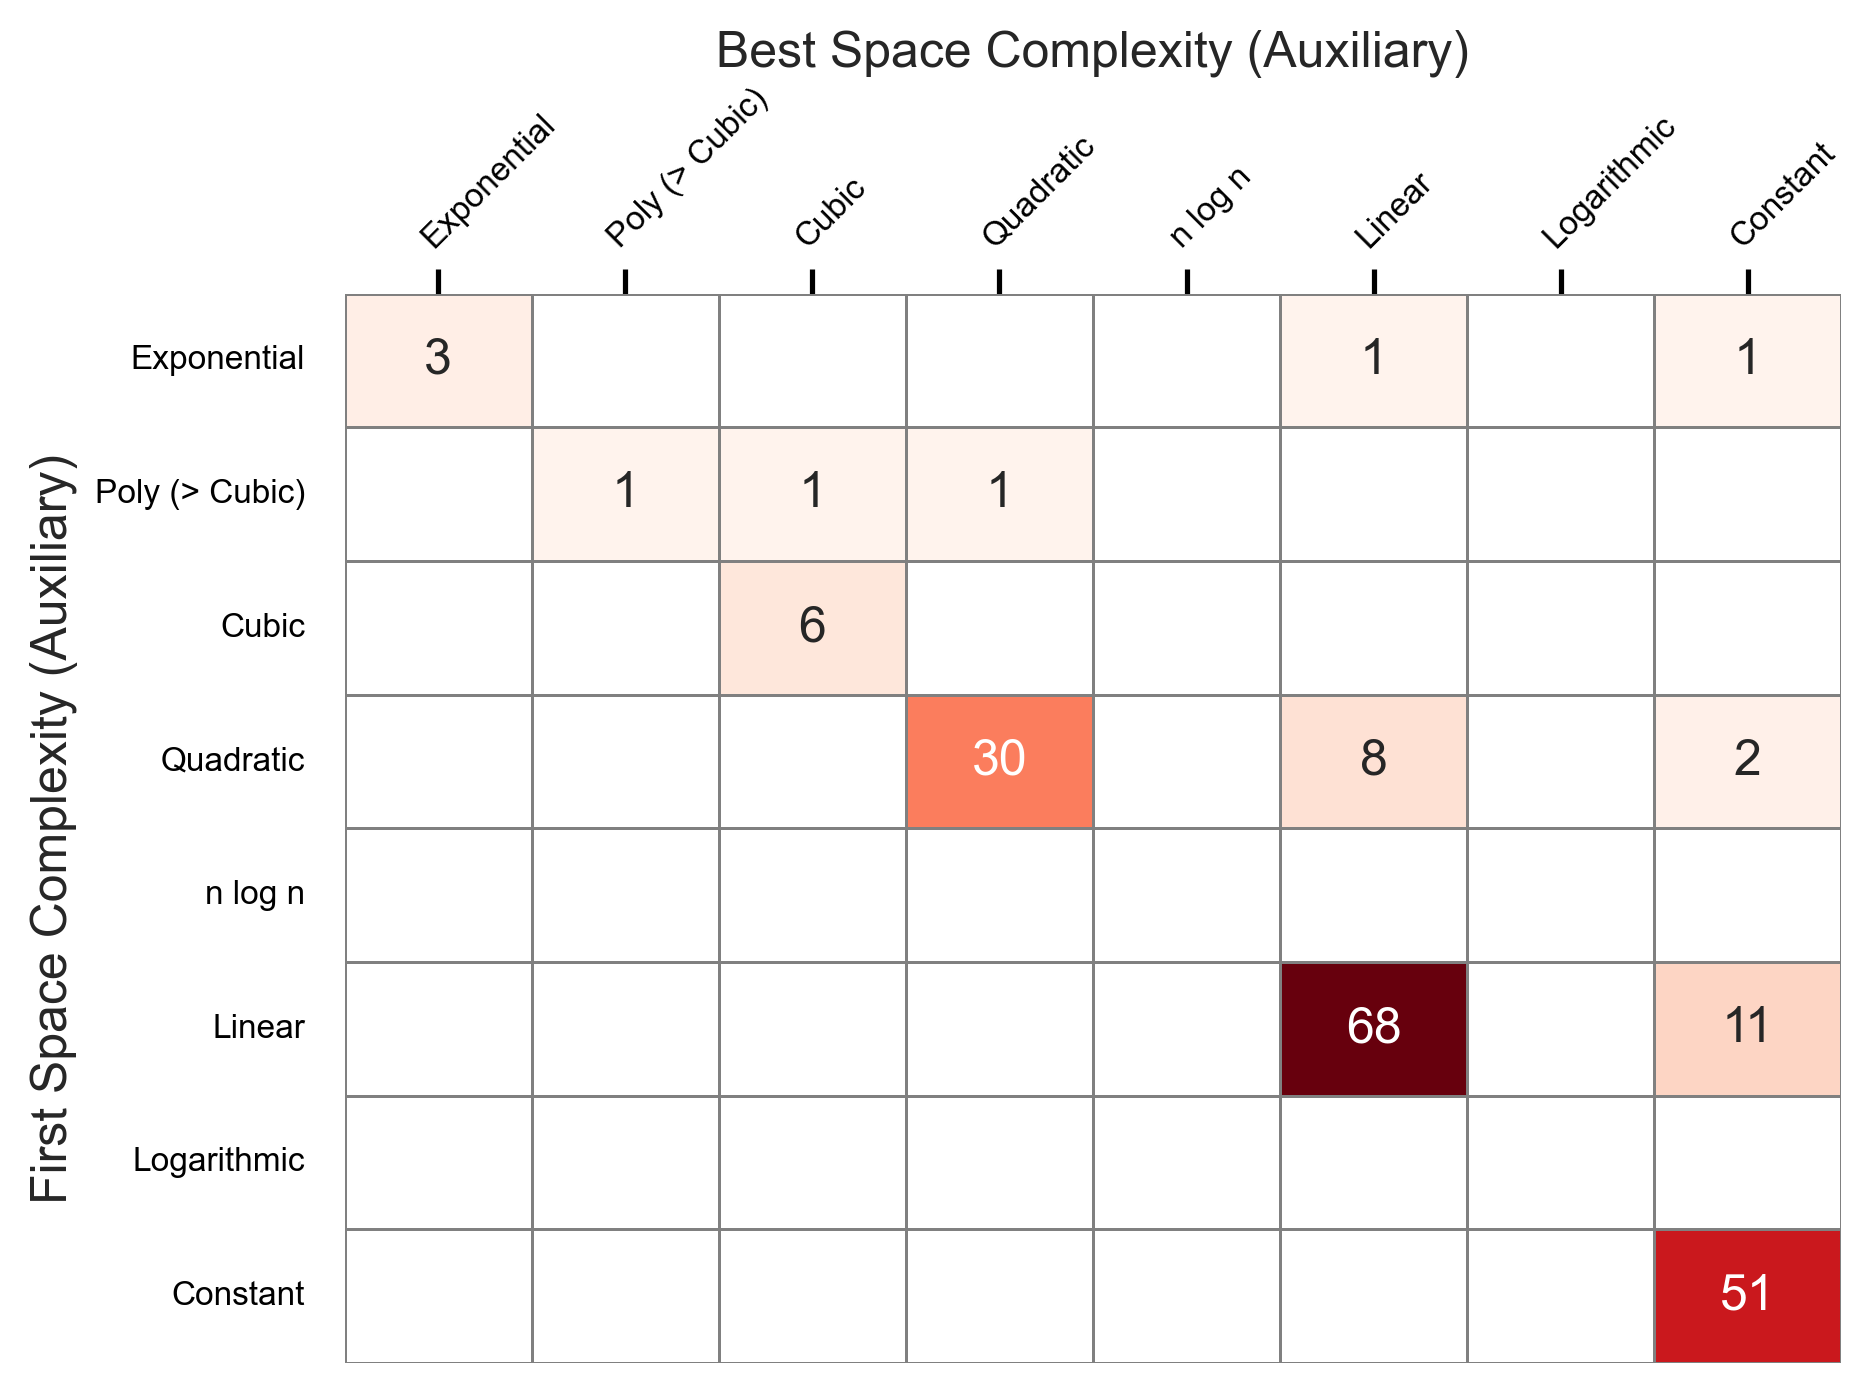 Best Space Complexity (Auxiliary)
Exponential
Poly (> Cubic)
Cubic
Quadratic
n log n
Linear
Logarithmic
Constant
First Space Complexity (Auxiliary)
Exponential 3 1 1
Poly (> Cubic) 1 1 1
Cubic 6
Quadratic 30 8 2
n log n
Linear 68 11
Logarithmic
Constant 51